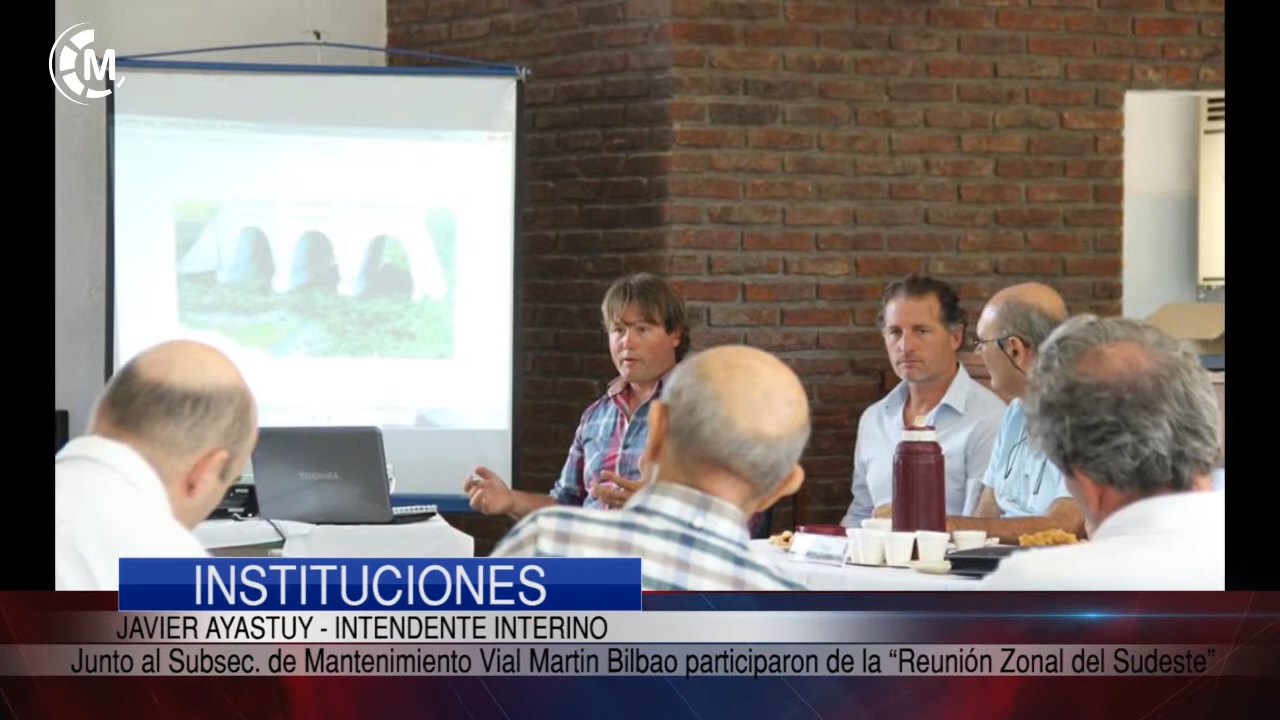 M
TOSHIBA
INSTITUCIONES
JAVIER AYASTUY - INTENDENTE INTERINO
Junto al Subsec. de Mantenimiento Vial Martin Bilbao participaron de la “Reunión Zonal del Sudeste”